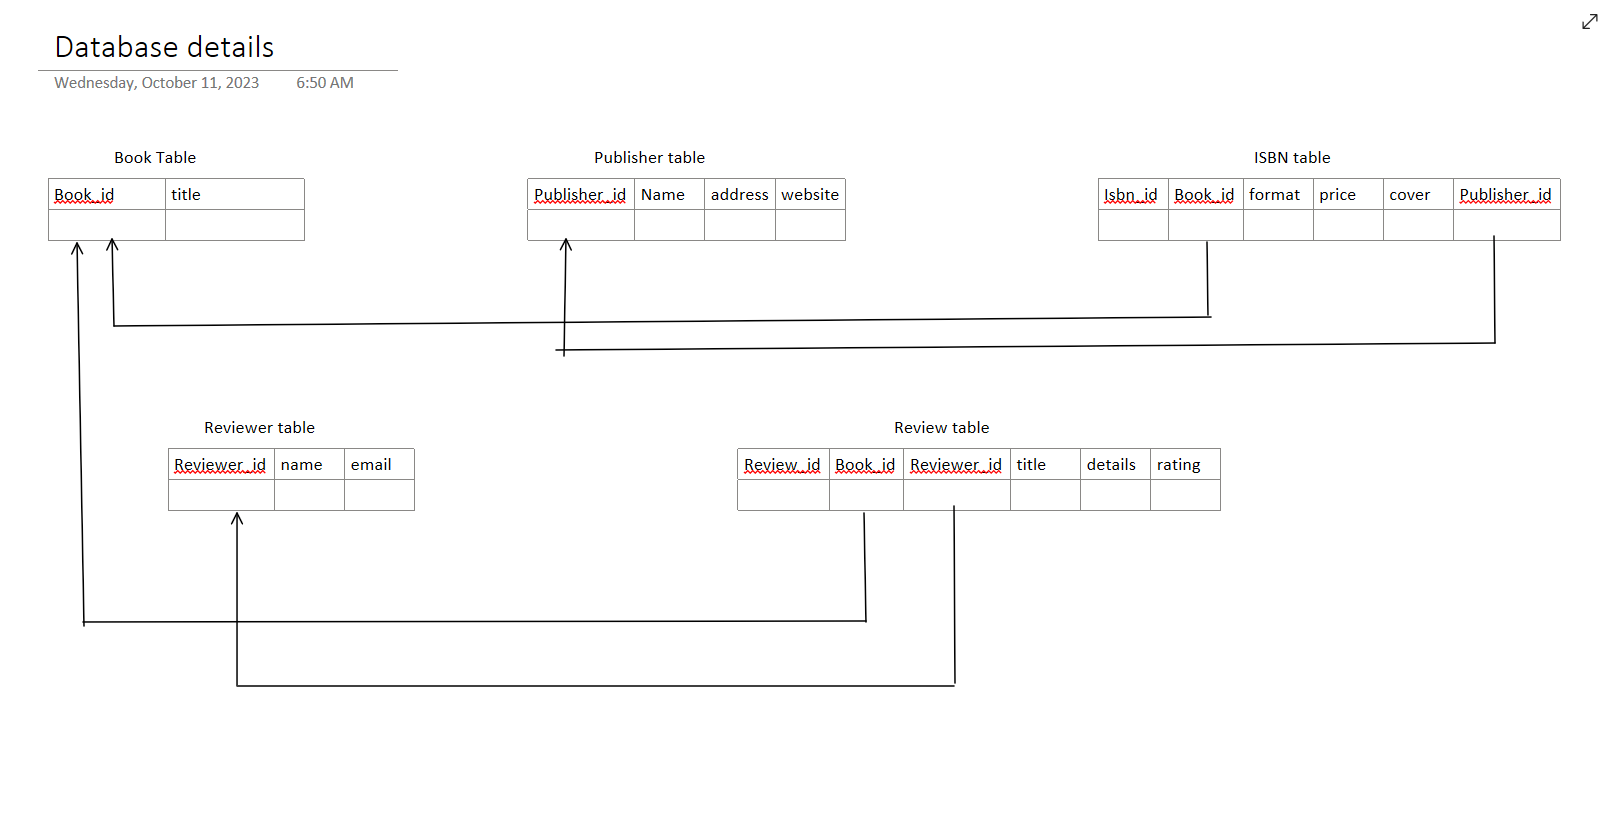 Database details
Wednesday, October 11, 2023 6:50 AM
Book Table
Book_id title
Publisher table
Publisher_id Name address website
ISBN table
Isbn_id Book_id format price cover Publisher_id
Reviewer table
Reviewer_id name email
Review table
Review_id Book_id Reviewer_id title details rating